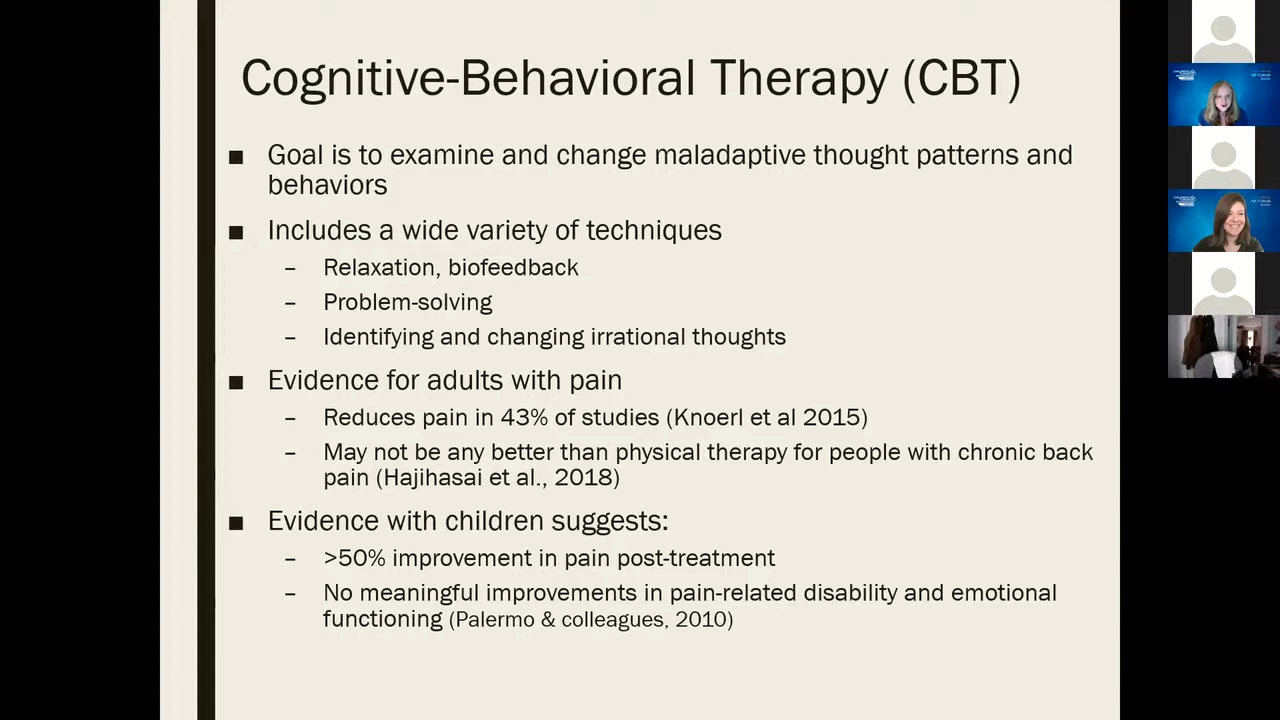 Cognitive-Behavioral Therapy (CBT)
■ Goal is to examine and change maladaptive thought patterns and
behaviors
■ Includes a wide variety of techniques
– Relaxation, biofeedback
– Problem-solving
– Identifying and changing irrational thoughts
■ Evidence for adults with pain
– Reduces pain in 43% of studies (Knoerl et al 2015)
– May not be any better than physical therapy for people with chronic back
pain (Hajihasai et al., 2018)
■ Evidence with children suggests:
– >50% improvement in pain post-treatment
– No meaningful improvements in pain-related disability and emotional
functioning (Palermo & colleagues, 2010)